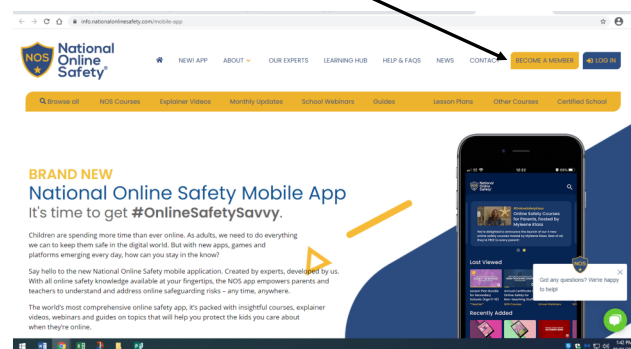 info.nationalonlinesafety.com/mobile-app
NOS
National
Online
Safety®
NEW! APP
ABOUT
OUR EXPERTS
LEARNING HUB
HELP & FAQS
NEWS
CONTACT
BECOME A MEMBER
LOG IN
Browse all
NOS Courses
Explainer Videos
Monthly Updates
School Webinars
Guides
Lesson Plans
Other Courses
Certified School
BRAND NEW
National Online Safety Mobile App
It's time to get #OnlineSafetySavvy.
Children are spending more time than ever online. As adults, we need to do everything
we can to keep them safe in the digital world. But with new apps, games and
platforms emerging every day, how can you stay in the know?
Say hello to the new National Online Safety mobile application. Created by experts, developed by us.
With all online safety knowledge available at your fingertips, the NOS app empowers parents and
teachers to understand and address online safeguarding risks – any time, anywhere.
The world's most comprehensive online safety app, it's packed with insightful courses, explainer
videos, webinars and guides on topics that will help you protect the kids you care about
when they're online.
National
Online
Safety
Online Safety Courses
for Parents, hosted by
Myleene Klass
Last Viewed
Recently Added
NOS
Got any questions? We're happy
to help!
1:42 PM